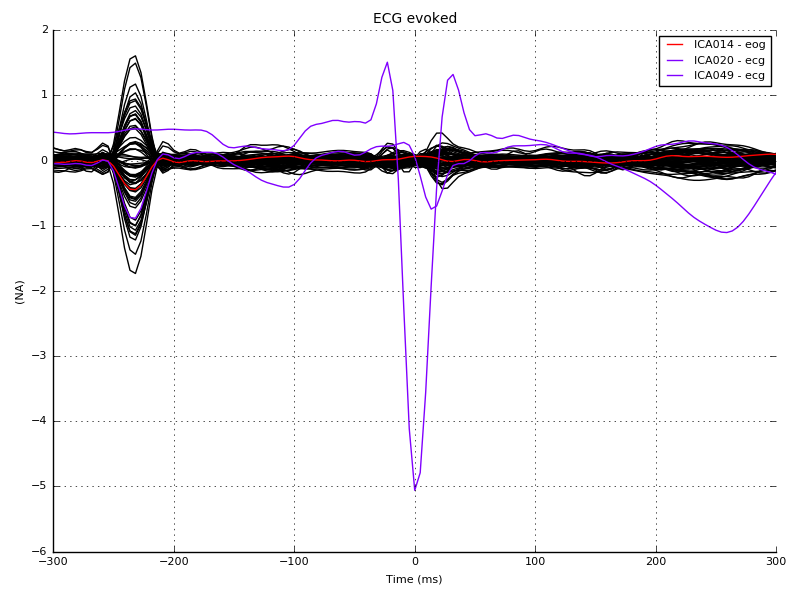 ECG evoked
ICA014 - eog
ICA020 - ecg
ICA049 - ecg
2
1
0
−1
−2
−3
−4
−5
−6
(NA)
−300 −200 −100 0 100 200 300
Time (ms)